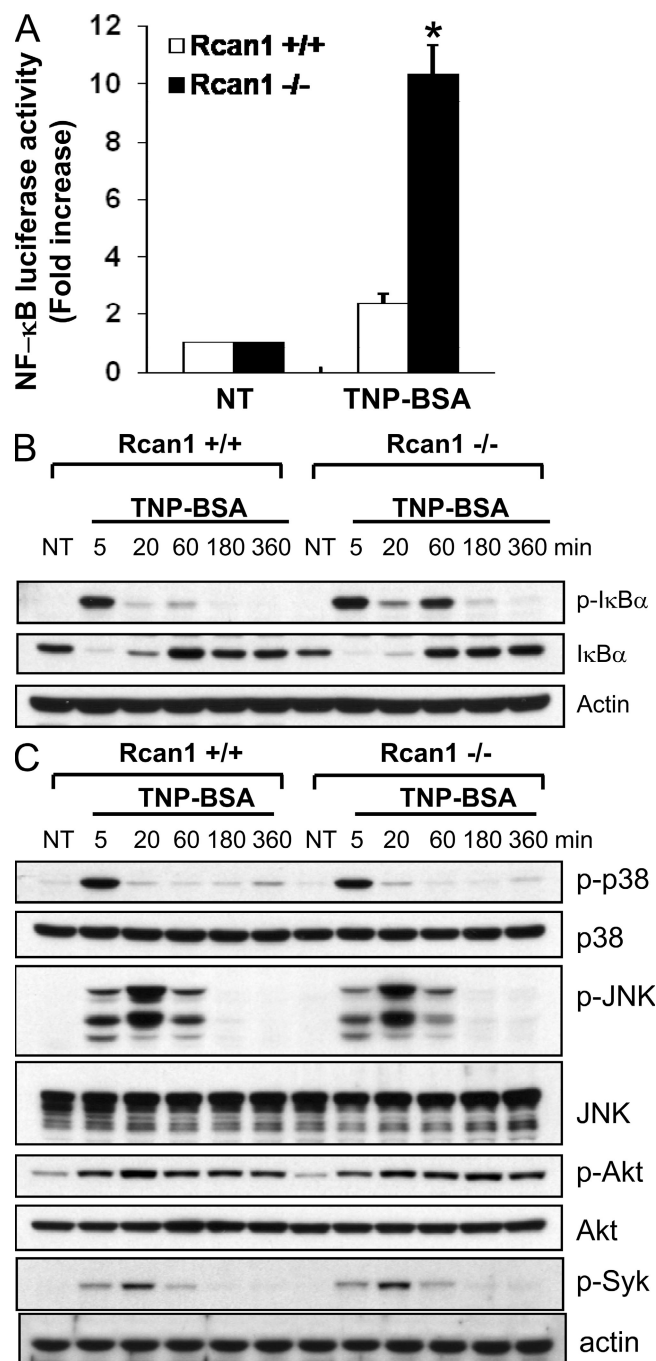 A
NF–κB luciferase activity
(Fold increase)
12
10
8
6
4
2
0
Rcan1 +/+
Rcan1 -/-
*
NT
TNP-BSA
B
Rcan1 +/+
Rcan1 -/-
TNP-BSA
TNP-BSA
NT 5 20 60 180 360 NT 5 20 60 180 360 min
p-IκBα
IκBα
Actin
C
Rcan1 +/+
Rcan1 -/-
TNP-BSA
TNP-BSA
NT 5 20 60 180 360 NT 5 20 60 180 360 min
p-p38
p38
p-JNK
JNK
p-Akt
Akt
p-Syk
actin